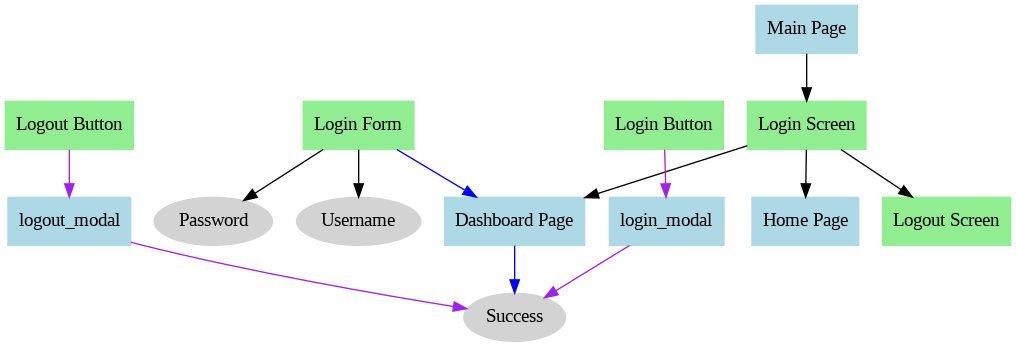 Main Page
Logout Button
Login Form
Login Button
Login Screen
logout_modal
Password
Username
Dashboard Page
login_modal
Home Page
Logout Screen
Success